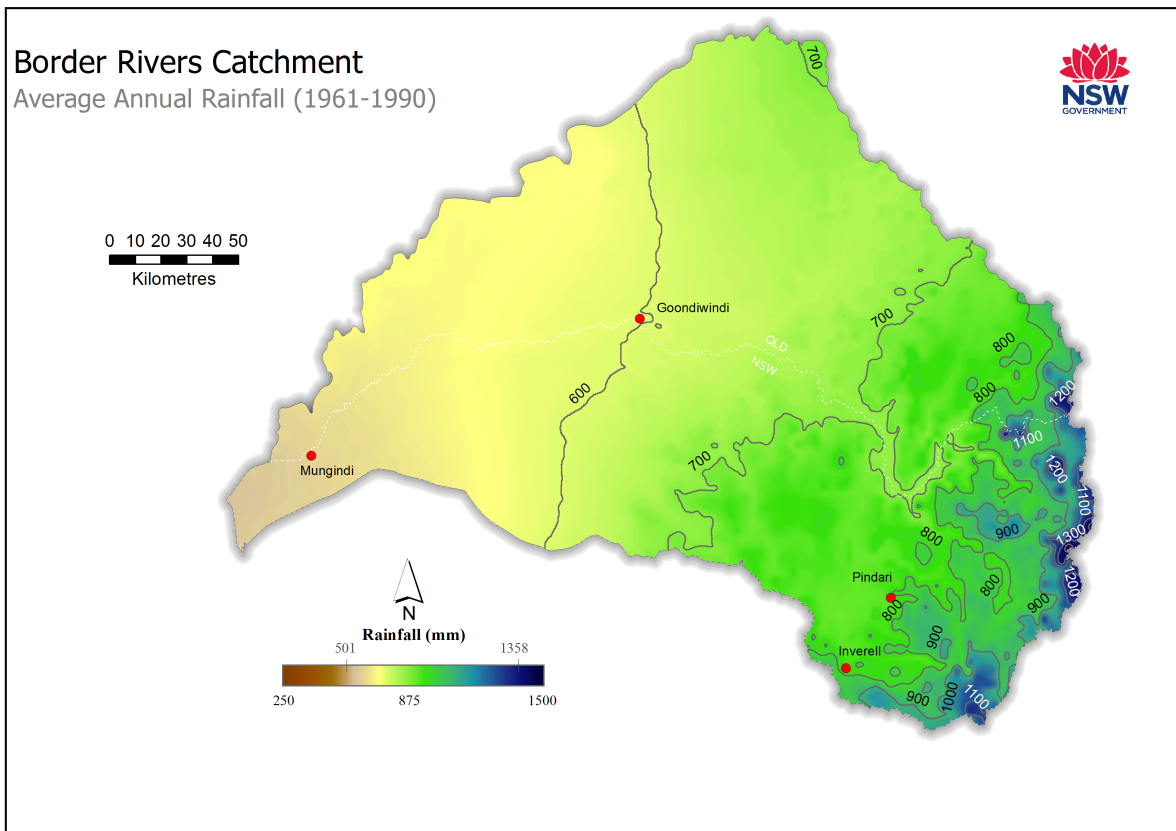 Border Rivers Catchment
Average Annual Rainfall (1961-1990)
NSW
GOVERNMENT
700
0 10 20 30 40 50
Kilometres
Goondiwindi
700
QLD
NSW
800
800
600
1200
1100
700
Mungindi
1200
1100
900
1300
800
Pindari
800
1200
800
900
900
Inverell
N
Rainfall (mm)
501 1358
250 875 1500
900
1000
1100